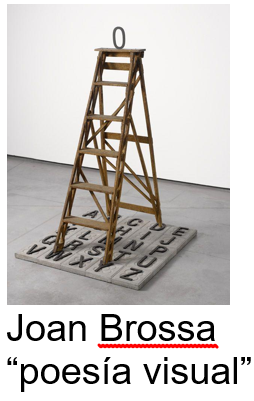 O
A C D E
H I J
L N P
Q R S T U
V W X Y Z
Joan Brossa
“poesía visual”